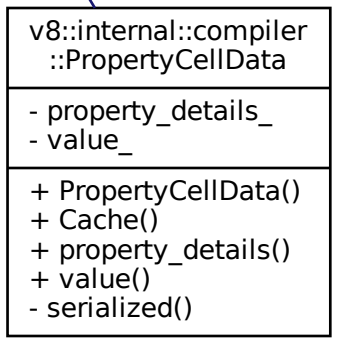 v8::internal::compiler
::PropertyCellData
- property_details_
- value_
+ PropertyCellData()
+ Cache()
+ property_details()
+ value()
- serialized()